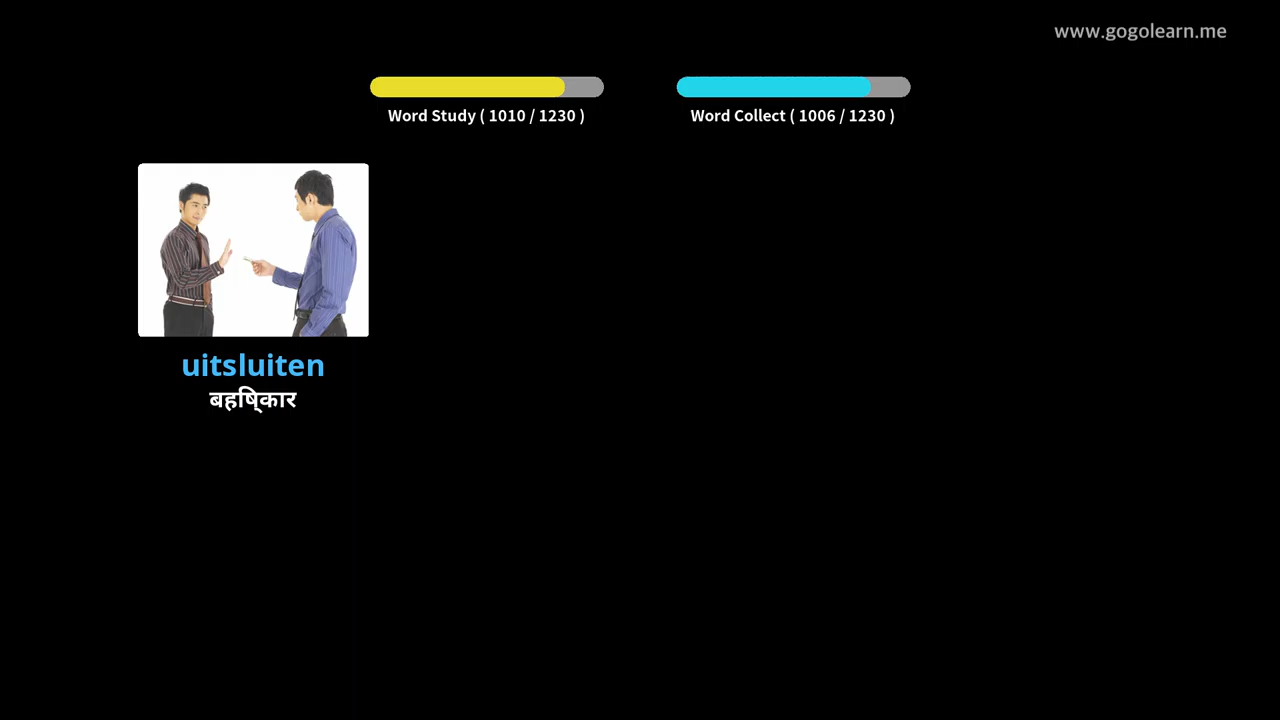 www.gogolearn.me
Word Study ( 1010 / 1230 )
Word Collect ( 1006 / 1230 )
uitsluiten
बहिष्कार